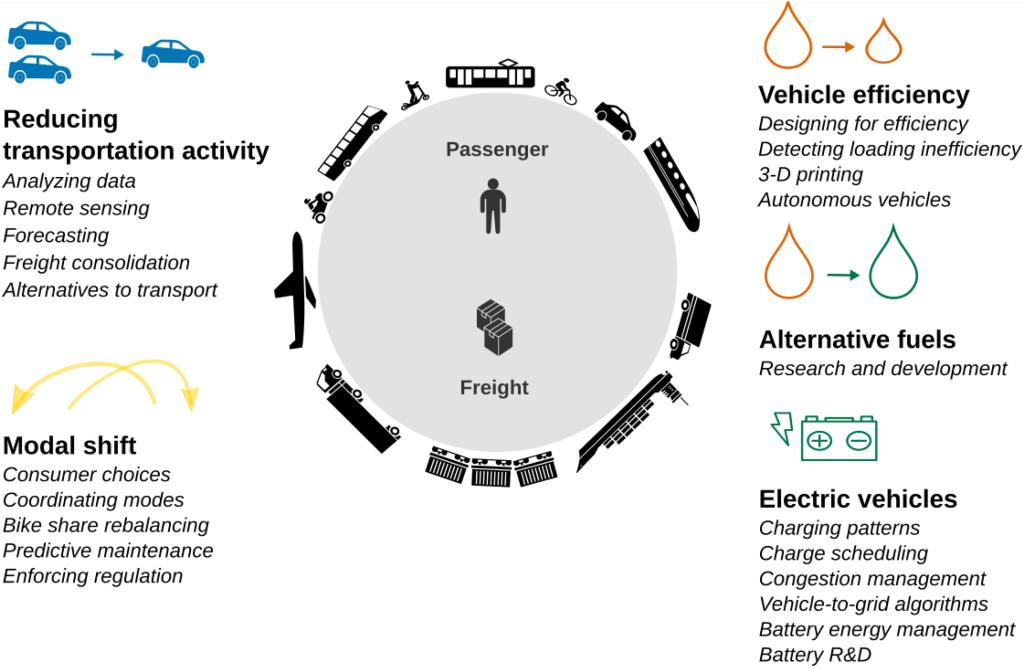 Reducing
transportation activity
Analyzing data
Remote sensing
Forecasting
Freight consolidation
Alternatives to transport
Modal shift
Consumer choices
Coordinating modes
Bike share rebalancing
Predictive maintenance
Enforcing regulation
Passenger
Freight
Vehicle efficiency
Designing for efficiency
Detecting loading inefficiency
3-D printing
Autonomous vehicles
Alternative fuels
Research and development
Electric vehicles
Charging patterns
Charge scheduling
Congestion management
Vehicle-to-grid algorithms
Battery energy management
Battery R&D